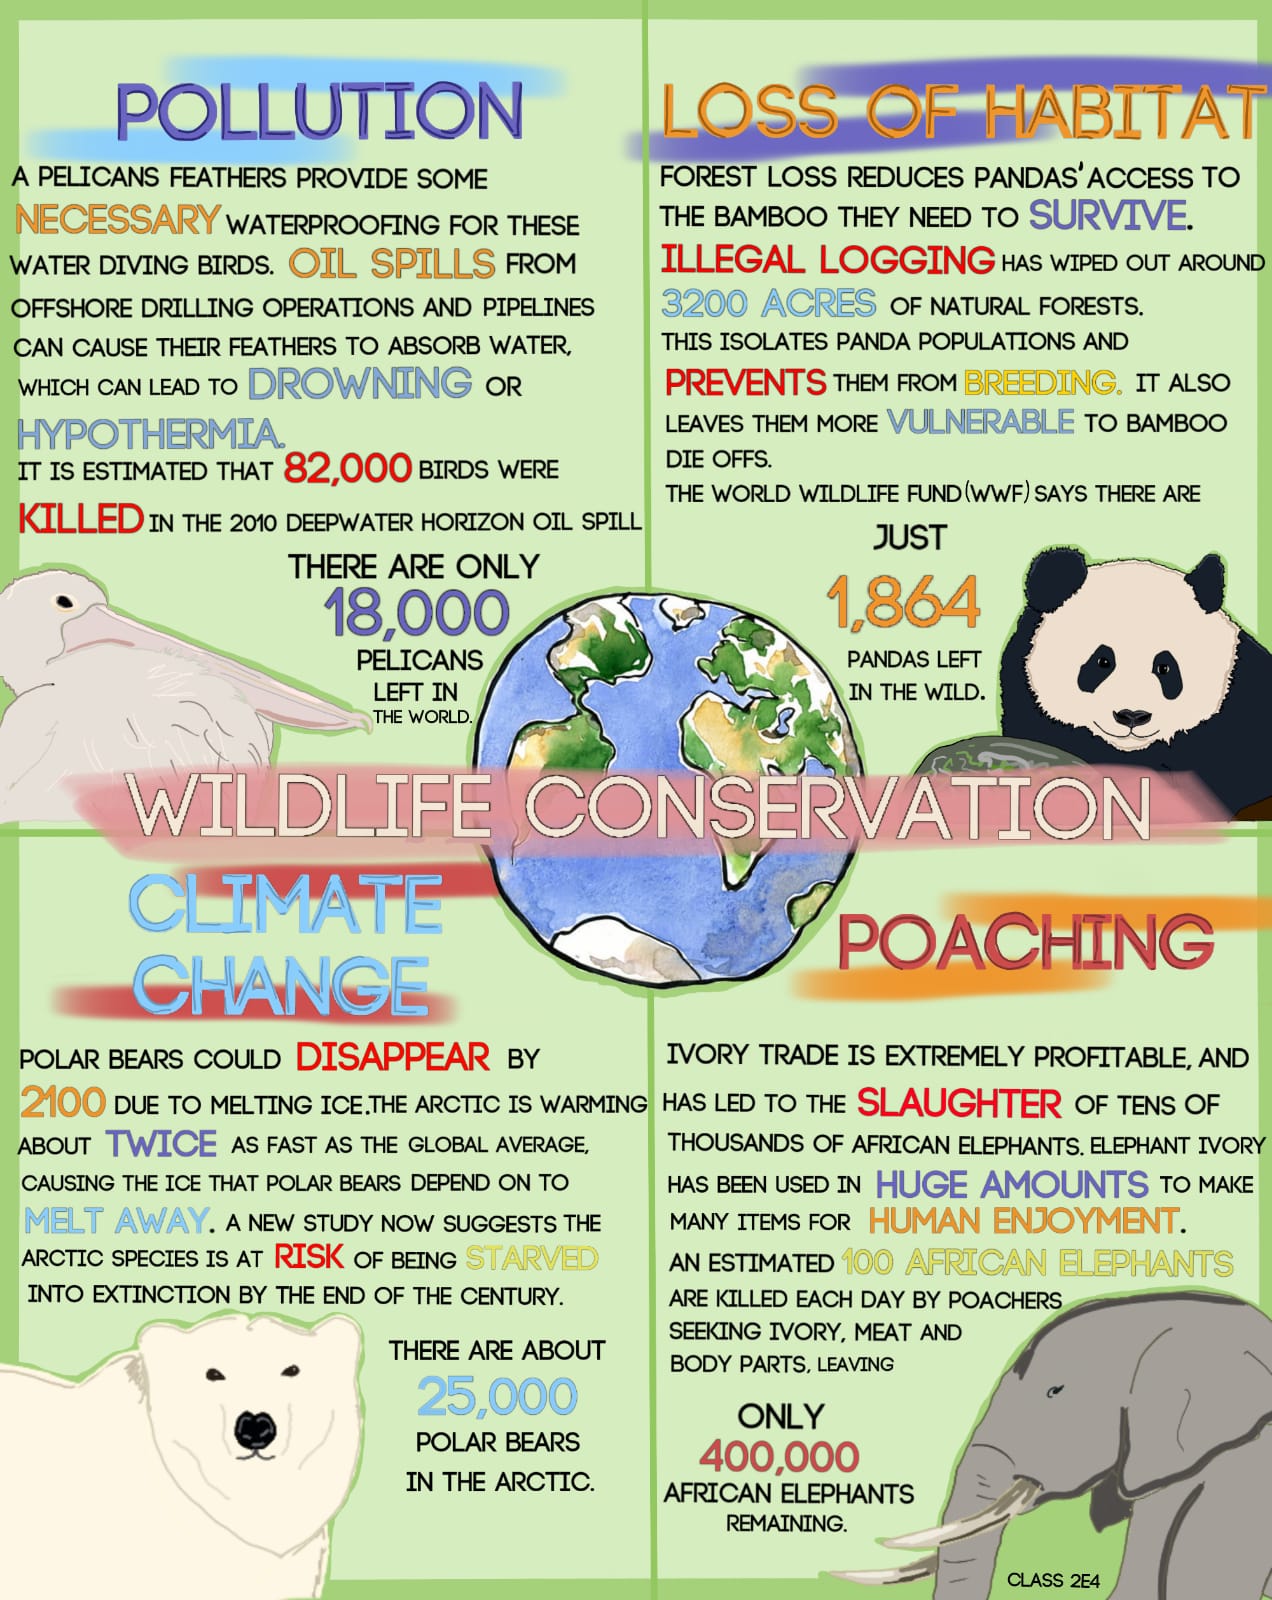 POLLUTION
A PELICANS FEATHERS PROVIDE SOME
NECESSARY WATERPROOFING FOR THESE
WATER DIVING BIRDS. OIL SPILLS FROM
OFFSHORE DRILLING OPERATIONS AND PIPELINES
CAN CAUSE THEIR FEATHERS TO ABSORB WATER,
WHICH CAN LEAD TO DROWNING OR
HYPOTHERMIA.
IT IS ESTIMATED THAT 82,000 BIRDS WERE
KILLED IN THE 2010 DEEPWATER HORIZON OIL SPILL
THERE ARE ONLY
18,000
PELICANS
LEFT IN
THE WORLD.
LOSS OF HABITAT
FOREST LOSS REDUCES PANDAS' ACCESS TO
THE BAMBOO THEY NEED TO SURVIVE.
ILLEGAL LOGGING HAS WIPED OUT AROUND
3200 ACRES OF NATURAL FORESTS.
THIS ISOLATES PANDA POPULATIONS AND
PREVENTS THEM FROM BREEDING. IT ALSO
LEAVES THEM MORE VULNERABLE TO BAMBOO
DIE OFFS.
THE WORLD WILDLIFE FUND (WWF) SAYS THERE ARE
JUST
1,864
PANDAS LEFT
IN THE WILD.
WILDLIFE CONSERVATION
CLIMATE
CHANGE
POLAR BEARS COULD DISAPPEAR BY
2100 DUE TO MELTING ICE.THE ARCTIC IS WARMING
ABOUT TWICE AS FAST AS THE GLOBAL AVERAGE,
CAUSING THE ICE THAT POLAR BEARS DEPEND ON TO
MELT AWAY. A NEW STUDY NOW SUGGESTS THE
ARCTIC SPECIES IS AT RISK OF BEING STARVED
INTO EXTINCTION BY THE END OF THE CENTURY.
THERE ARE ABOUT
25,000
POLAR BEARS
IN THE ARCTIC.
POACHING
IVORY TRADE IS EXTREMELY PROFITABLE, AND
HAS LED TO THE SLAUGHTER OF TENS OF
THOUSANDS OF AFRICAN ELEPHANTS. ELEPHANT IVORY
HAS BEEN USED IN HUGE AMOUNTS TO MAKE
MANY ITEMS FOR HUMAN ENJOYMENT.
AN ESTIMATED 100 AFRICAN ELEPHANTS
ARE KILLED EACH DAY BY POACHERS
SEEKING IVORY, MEAT AND
BODY PARTS, LEAVING
ONLY
400,000
AFRICAN ELEPHANTS
REMAINING.
CLASS 2E4